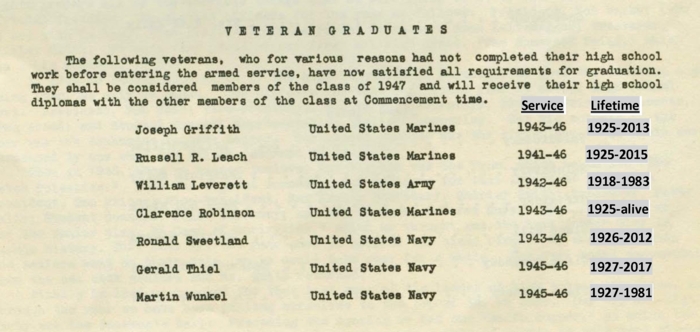 VETERAN GRADUATES
The following veterans, who for various reasons had not completed their high school
work before entering the armed service, have now satisfied all requirements for graduation.
They shall be considered members of the class of 1947 and will receive their high school
diplomas with the other members of the class at Commencement time.
Service Lifetime
Joseph Griffith United States Marines 1943-46 1925-2013
Russell R. Leach United States Marines 1941-46 1925-2015
William Leverett United States Army 1942-46 1918-1983
Clarence Robinson United States Marines 1943-46 1925-alive
Ronald Sweetland United States Navy 1943-46 1926-2012
Gerald Thiel United States Navy 1945-46 1927-2017
Martin Wunkel United States Navy 1945-46 1927-1981